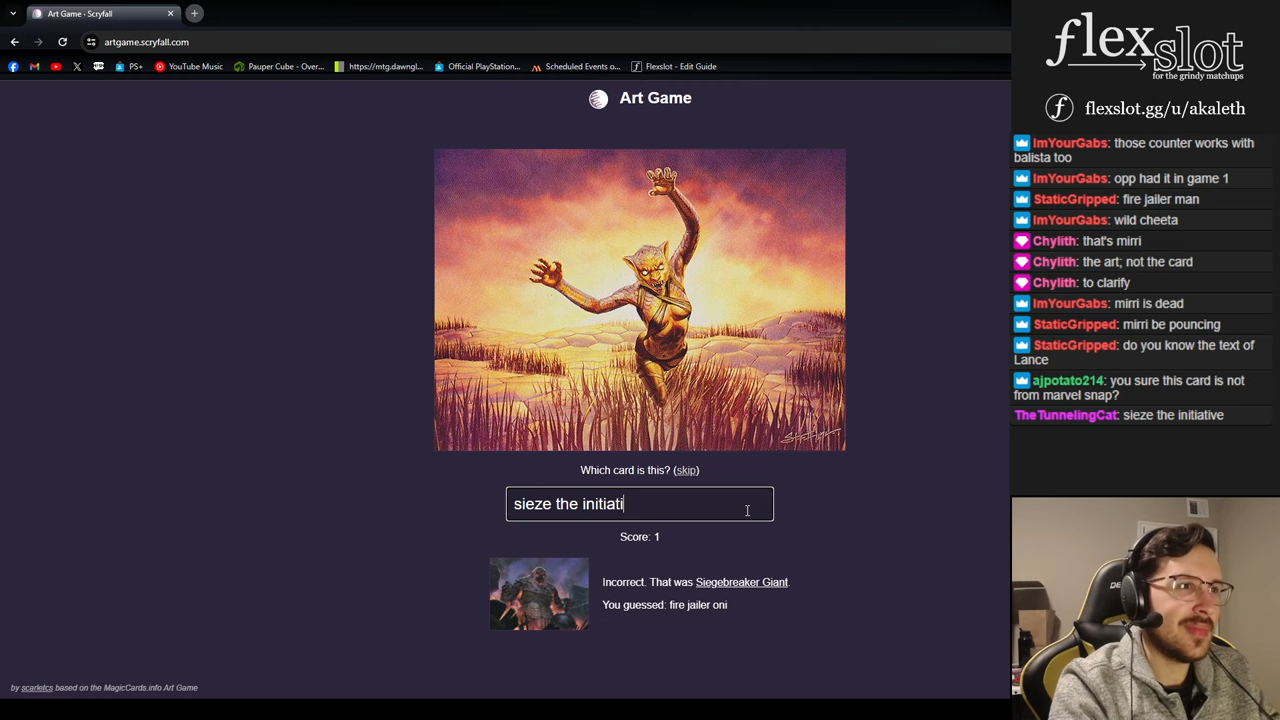 Art Game · Scryfall
artgame.scryfall.com
PS+
YouTube Music
Pauper Cube - Over...
https://mtg.dawngl...
Official PlayStation...
Scheduled Events o...
Flexslot - Edit Guide
Art Game
Which card is this? (skip)
sieze the initiati
Score: 1
Incorrect. That was Siegebreaker Giant.
You guessed: fire jailer oni
by scarletcs based on the MagicCards.info Art Game
flexslot
for the grindy matchups
flexslot.gg/u/akaleth
ImYourGabs: those counter works with
balista too
ImYourGabs: opp had it in game 1
StaticGripped: fire jailer man
ImYourGabs: wild cheeta
Chylith: that's mirri
Chylith: the art; not the card
Chylith: to clarify
ImYourGabs: mirri is dead
StaticGripped: mirri be pouncing
StaticGripped: do you know the text of
Lance
ajpotato214: you sure this card is not
from marvel snap?
TheTunnelingCat: sieze the initiative